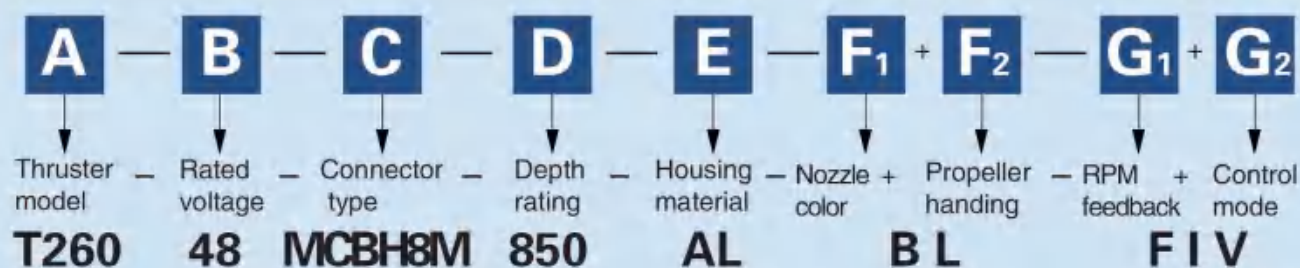 A — B — C — D — E — F1 + F2 — G1 + G2
Thruster – Rated – Connector – Depth – Housing – Nozzle + Propeller – RPM + Control
model voltage type rating material color handing feedback mode
T260 48 MCBH8M 850 AL B L F I V